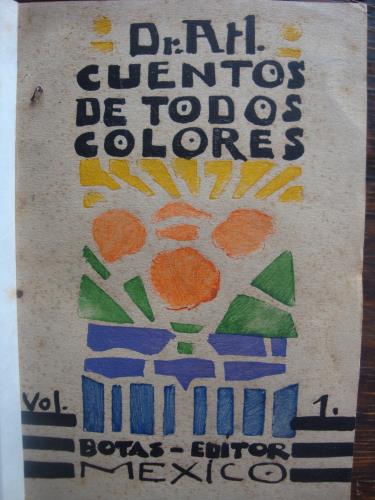 Dr. Atl.
CUENTOS
DE TODOS
COLORES
Vol. 1.
BOTAS - EDITOR
MEXICO